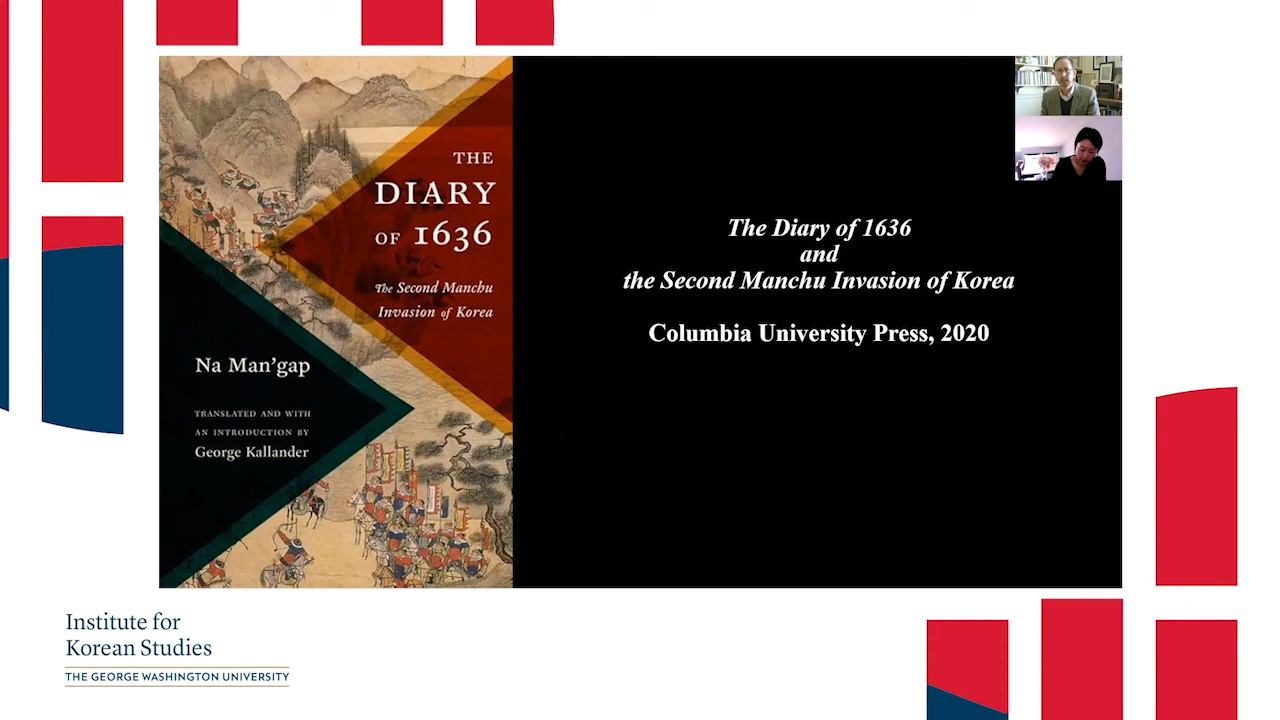 THE
DIARY
OF 1636
The Second Manchu
Invasion of Korea
Na Man'gap
TRANSLATED AND WITH
AN INTRODUCTION BY
George Kallander
The Diary of 1636
and
the Second Manchu Invasion of Korea
Columbia University Press, 2020
Institute for
Korean Studies
THE GEORGE WASHINGTON UNIVERSITY